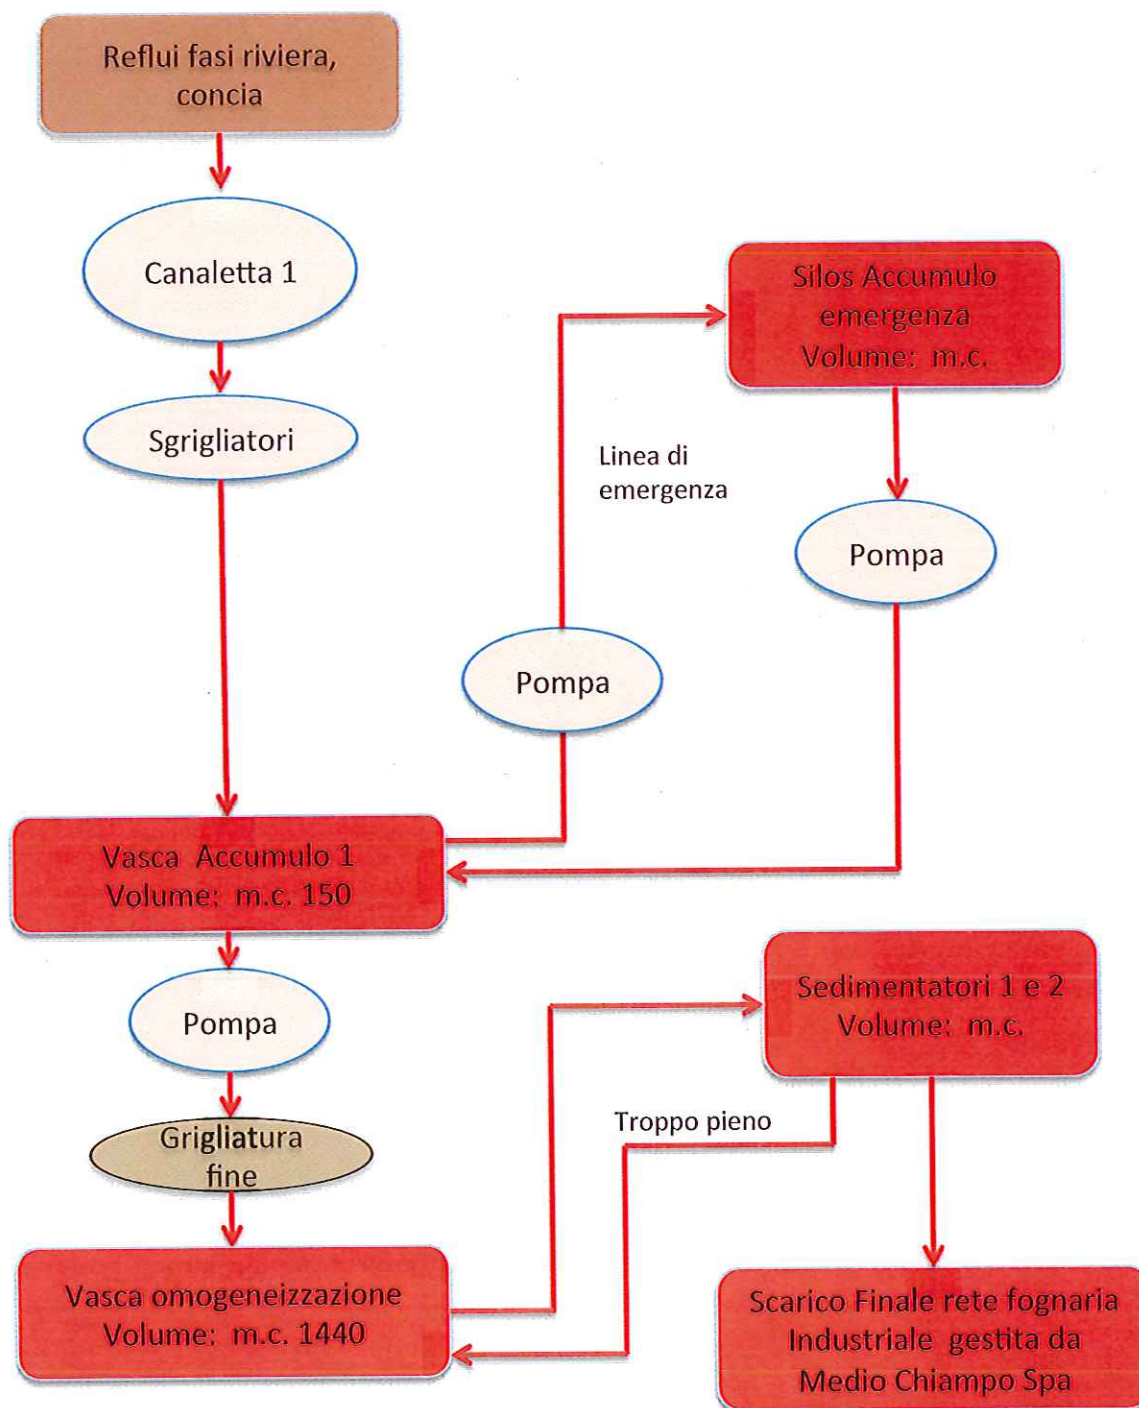 Reflui fasi riviera,
concia
Canaletta 1
Sgrigliatori
Silos Accumulo
emergenza
Volume:  m.c.
Linea di
emergenza
Pompa
Pompa
Vasca  Accumulo 1
Volume:  m.c. 150
Pompa
Sedimentatori 1 e 2
Volume:  m.c.
Troppo pieno
Grigliatura
fine
Vasca omogeneizzazione
Volume:  m.c. 1440
Scarico Finale rete fognaria
Industriale  gestita da
Medio Chiampo Spa